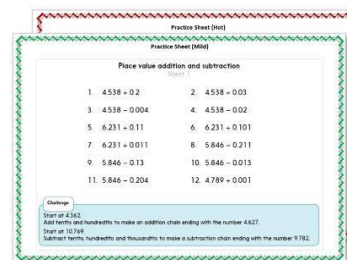 Practice Sheet (Hot)
Practice Sheet (Mild)
Place value addition and subtraction
Sheet 1
1. 4.538 + 0.2 2. 4.538 + 0.03
3. 4.538 − 0.004 4. 4.538 − 0.02
5. 6.231 + 0.11 6. 6.231 + 0.101
7. 6.231 + 0.011 8. 5.846 − 0.211
9. 5.846 − 0.13 10. 5.846 − 0.013
11. 5.846 − 0.204 12. 4.789 + 0.001
Challenge
Start at 4.362
Add tenths and hundredths to make an addition chain ending with the number 4.627.
Start at 10.769
Subtract tenths, hundredths and thousandths to make a subtraction chain ending with the number 9.782.